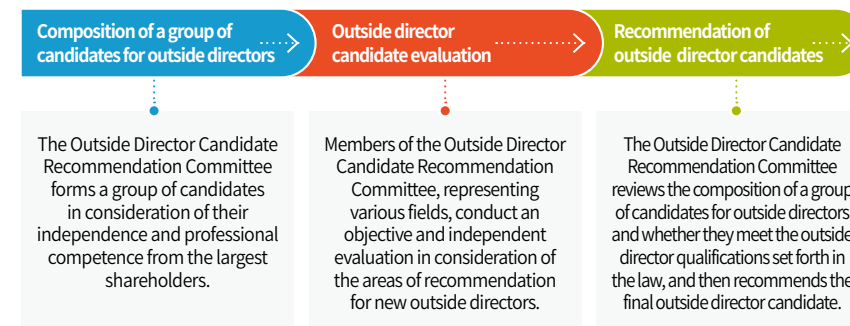 Composition of a group of
candidates for outside directors
The Outside Director Candidate
Recommendation Committee
forms a group of candidates
in consideration of their
independence and professional
competence from the largest
shareholders.
Outside director
candidate evaluation
Members of the Outside Director
Candidate Recommendation
Committee, representing
various fields, conduct an
objective and independent
evaluation in consideration of
the areas of recommendation
for new outside directors.
Recommendation of
outside director candidates
The Outside Director Candidate
Recommendation Committee
reviews the composition of a group
of candidates for outside directors
and whether they meet the outside
director qualifications set forth in
the law, and then recommends the
final outside director candidate.